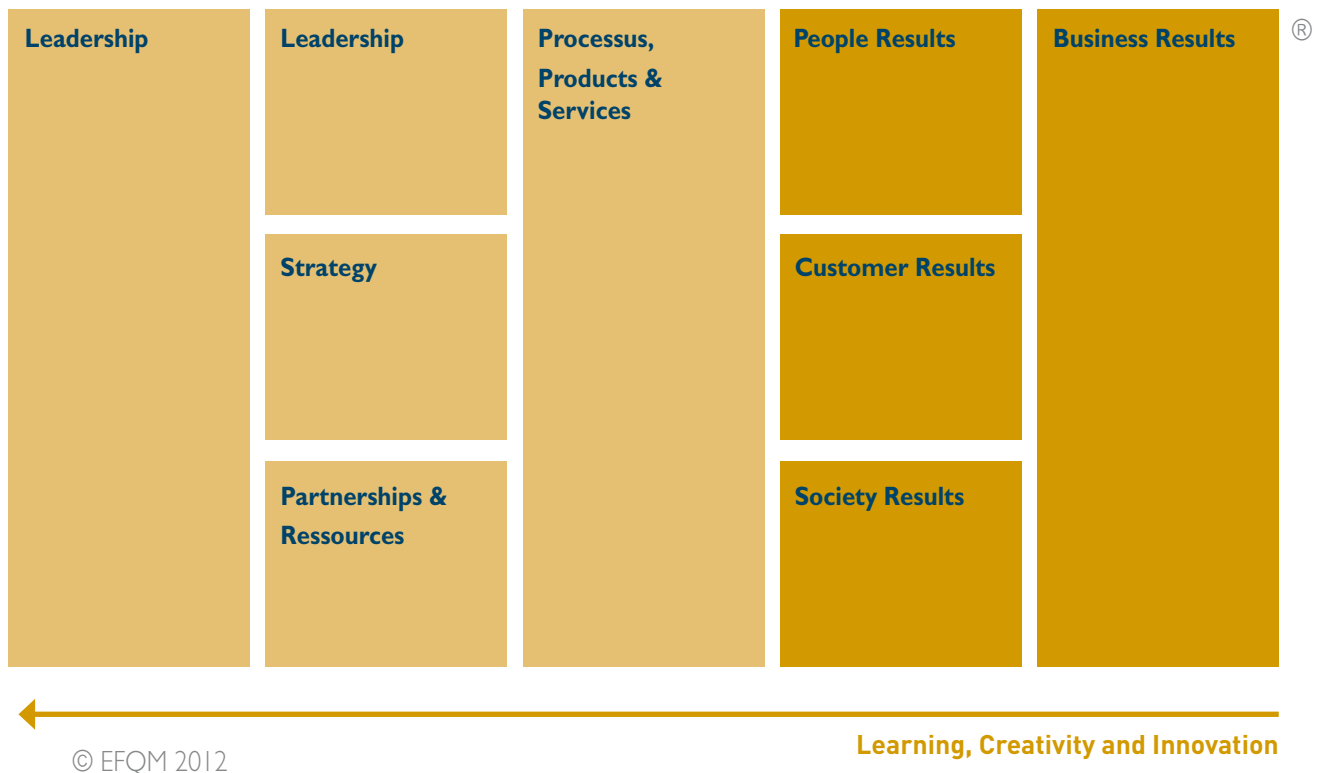 Leadership
Leadership
Processus,
Products &
Services
People Results
Business Results
®
Strategy
Customer Results
Partnerships &
Ressources
Society Results
Learning, Creativity and Innovation
© EFQM 2012